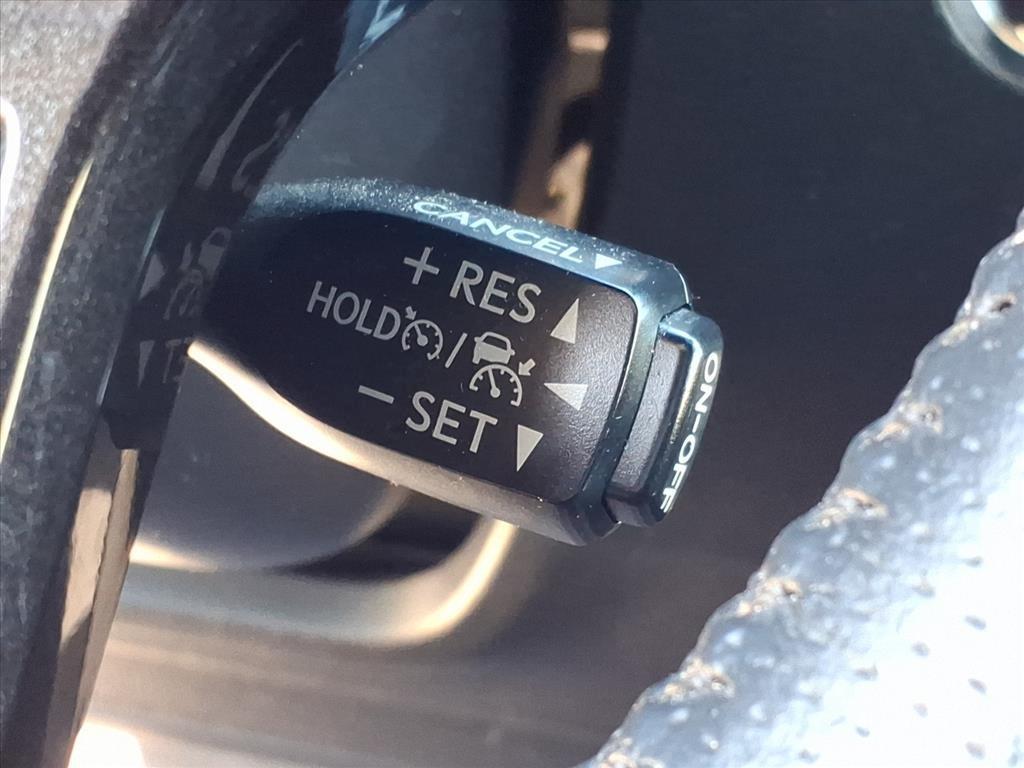 CANCEL
+ RES
HOLD /
- SET
ON-OFF